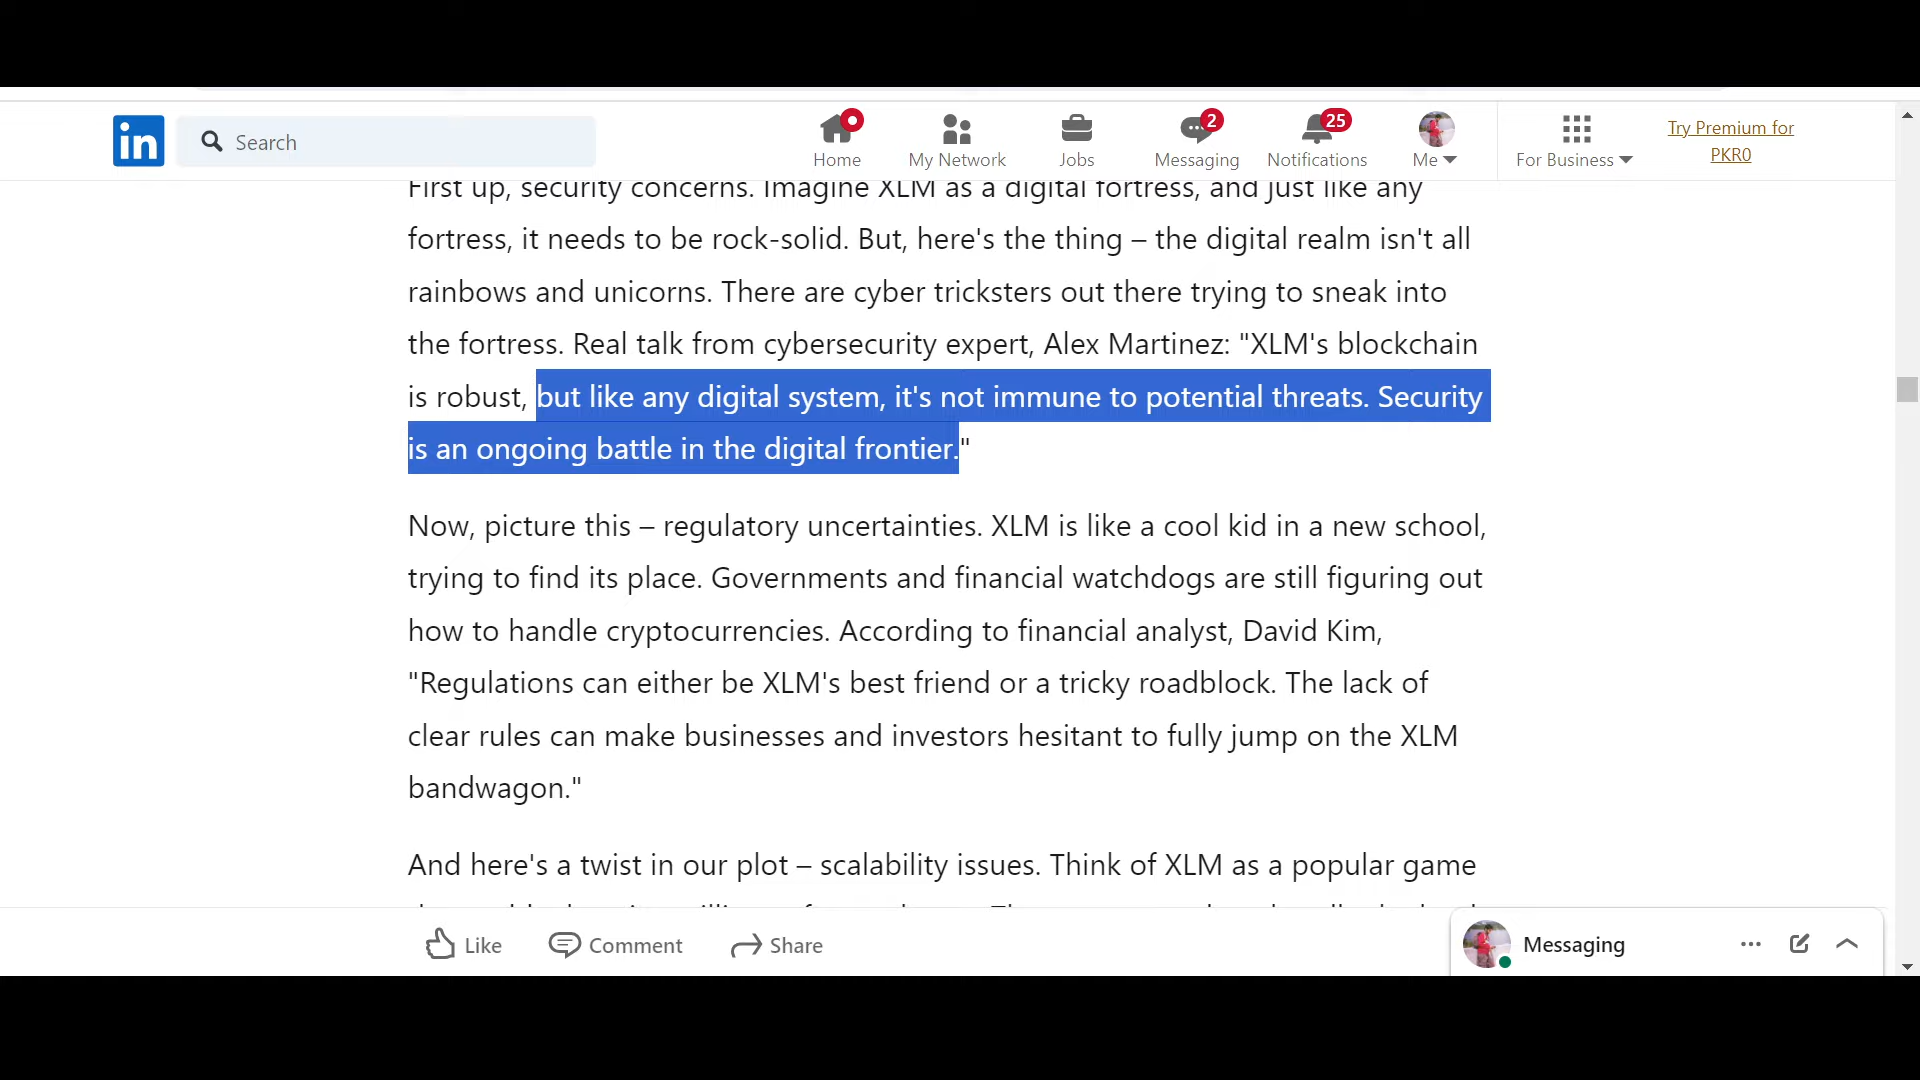 in
Search
Home
My Network
Jobs
2
Messaging
25
Notifications
Me
For Business
Try Premium for
PKR0
First up, security concerns. Imagine XLM as a digital fortress, and just like any
fortress, it needs to be rock-solid. But, here's the thing – the digital realm isn't all
rainbows and unicorns. There are cyber tricksters out there trying to sneak into
the fortress. Real talk from cybersecurity expert, Alex Martinez: "XLM's blockchain
is robust, but like any digital system, it's not immune to potential threats. Security
is an ongoing battle in the digital frontier."
Now, picture this – regulatory uncertainties. XLM is like a cool kid in a new school,
trying to find its place. Governments and financial watchdogs are still figuring out
how to handle cryptocurrencies. According to financial analyst, David Kim,
"Regulations can either be XLM's best friend or a tricky roadblock. The lack of
clear rules can make businesses and investors hesitant to fully jump on the XLM
bandwagon."
And here's a twist in our plot – scalability issues. Think of XLM as a popular game
Like
Comment
Share
Messaging